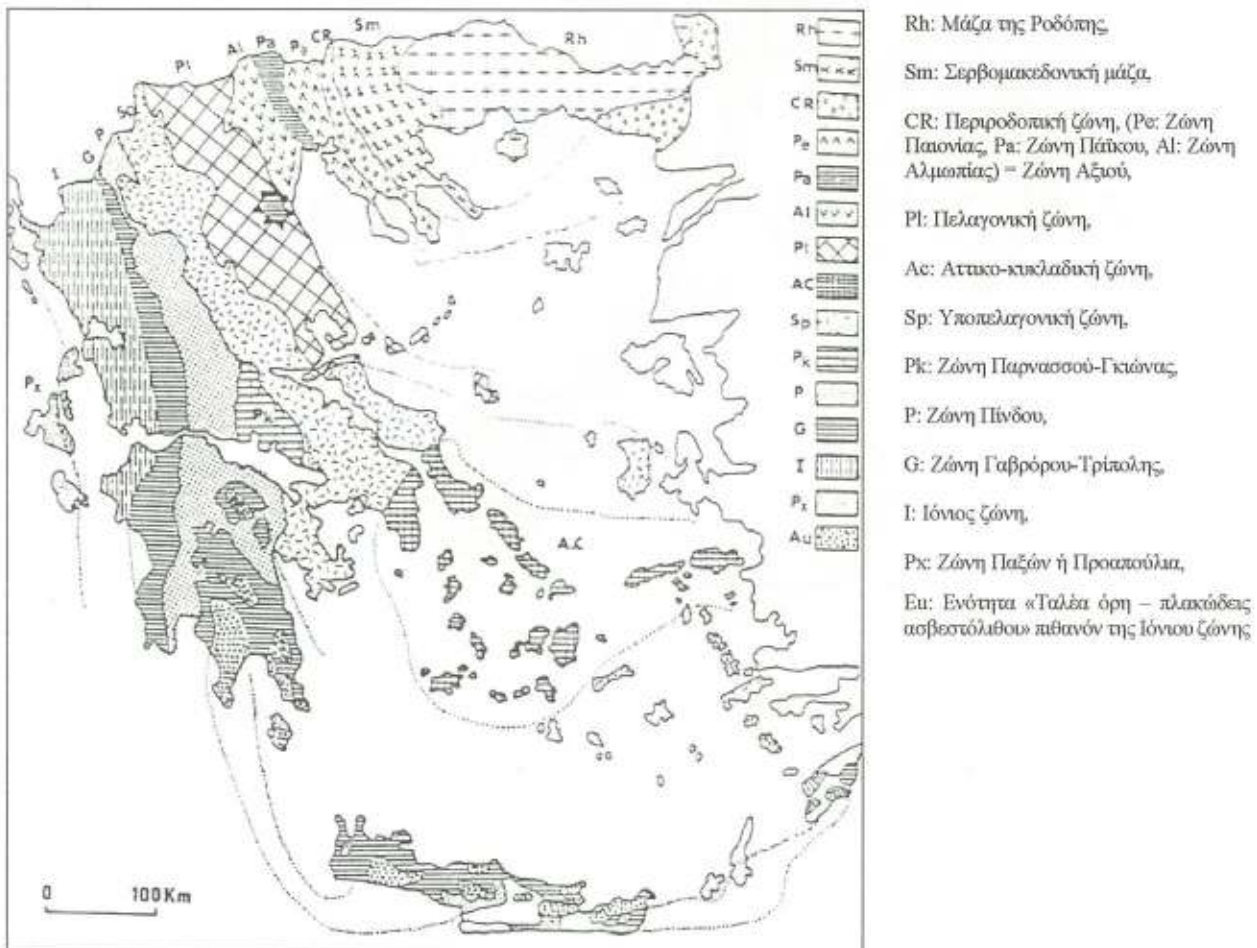 I
G
P
Sp
Pl
Al
Pa
Pe
CR
Sm
Rh
Px
Pk
A.C
0 100Km
Rh
Sm
CR
Pe
Pa
Al
Pl
AC
Sp
Pk
P
G
I
Px
Au
Rh: Μάζα της Ροδόπης,
Sm: Σερβομακεδονική μάζα,
CR: Περιροδοπική ζώνη, (Pe: Ζώνη
Παιονίας, Pa: Ζώνη Πάϊκου, Al: Ζώνη
Αλμωπίας) = Ζώνη Αξιού,
Pl: Πελαγονική ζώνη,
Ac: Αττικο-κυκλαδική ζώνη,
Sp: Υποπελαγονική ζώνη,
Pk: Ζώνη Παρνασσού-Γκιώνας,
P: Ζώνη Πίνδου,
G: Ζώνη Γαβρόρου-Τρίπολης,
I: Ιόνιος ζώνη,
Px: Ζώνη Παξών ή Προαπούλια,
Eu: Ενότητα «Ταλέα όρη – πλακώδεις
ασβεστόλιθου» πιθανόν της Ιόνιου ζώνης